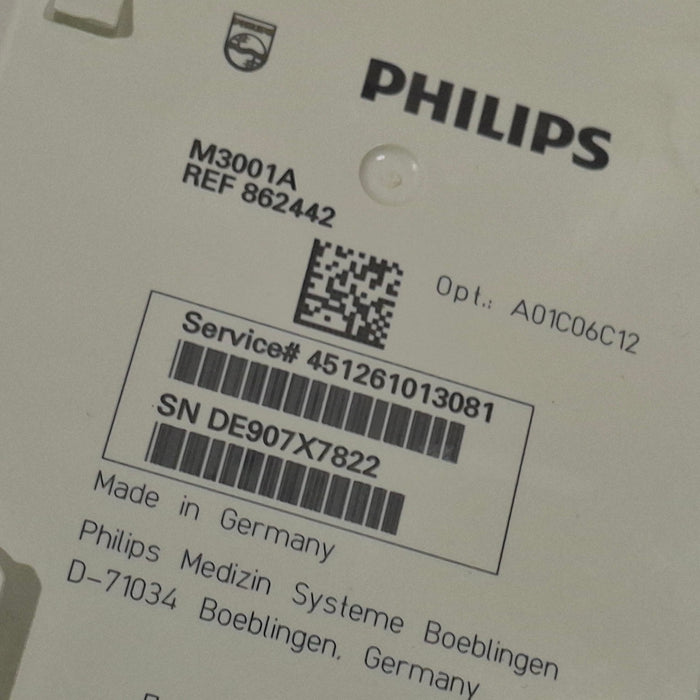 PHILIPS
PHILIPS
M3001A
REF 862442
Opt.: A01C06C12
Service# 451261013081
SN DE907X7822
Made in Germany
Philips Medizin Systeme Boeblingen
D-71034 Boeblingen, Germany